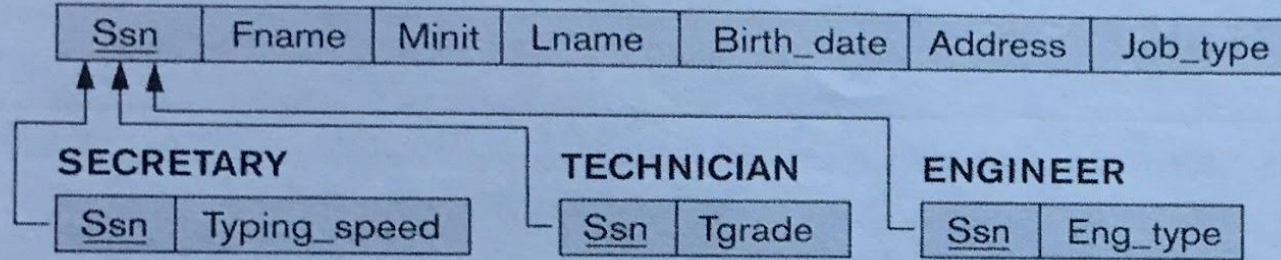 Ssn Fname Minit Lname Birth_date Address Job_type
SECRETARY TECHNICIAN ENGINEER
Ssn Typing_speed Ssn Tgrade Ssn Eng_type